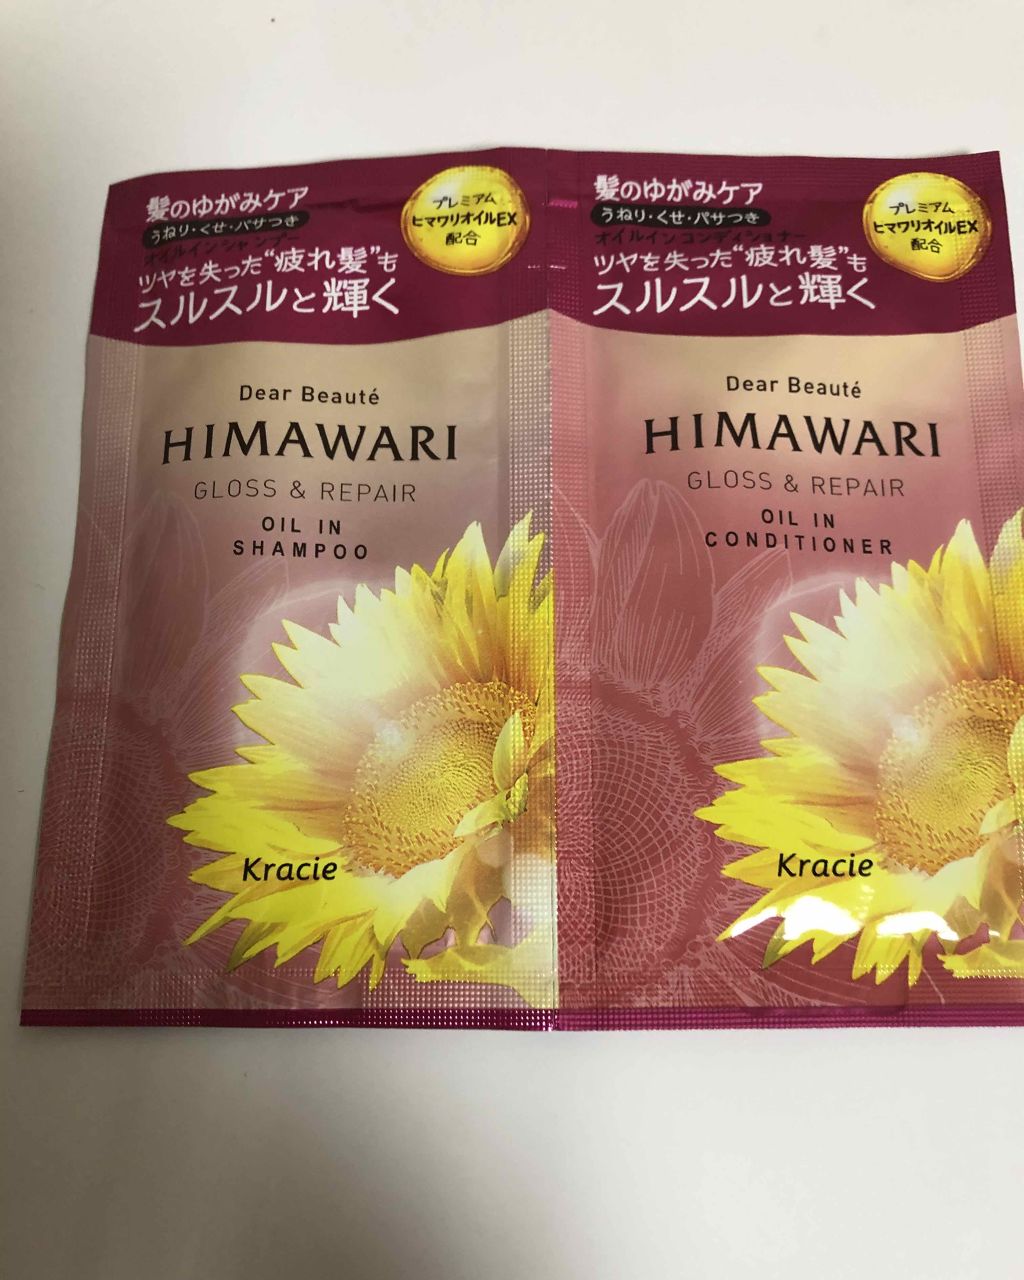 髪のゆがみケア
うねり・くせ・パサつき
オイルインシャンプー
ツヤを失った“疲れ髪”も
スルスルと輝く
プレミアム
ヒマワリオイルEX
配合
Dear Beauté
HIMAWARI
GLOSS & REPAIR
OIL IN
SHAMPOO
Kracie
髪のゆがみケア
うねり・くせ・パサつき
オイルインコンディショナー
ツヤを失った“疲れ髪”も
スルスルと輝く
プレミアム
ヒマワリオイルEX
配合
Dear Beauté
HIMAWARI
GLOSS & REPAIR
OIL IN
CONDITIONER
Kracie